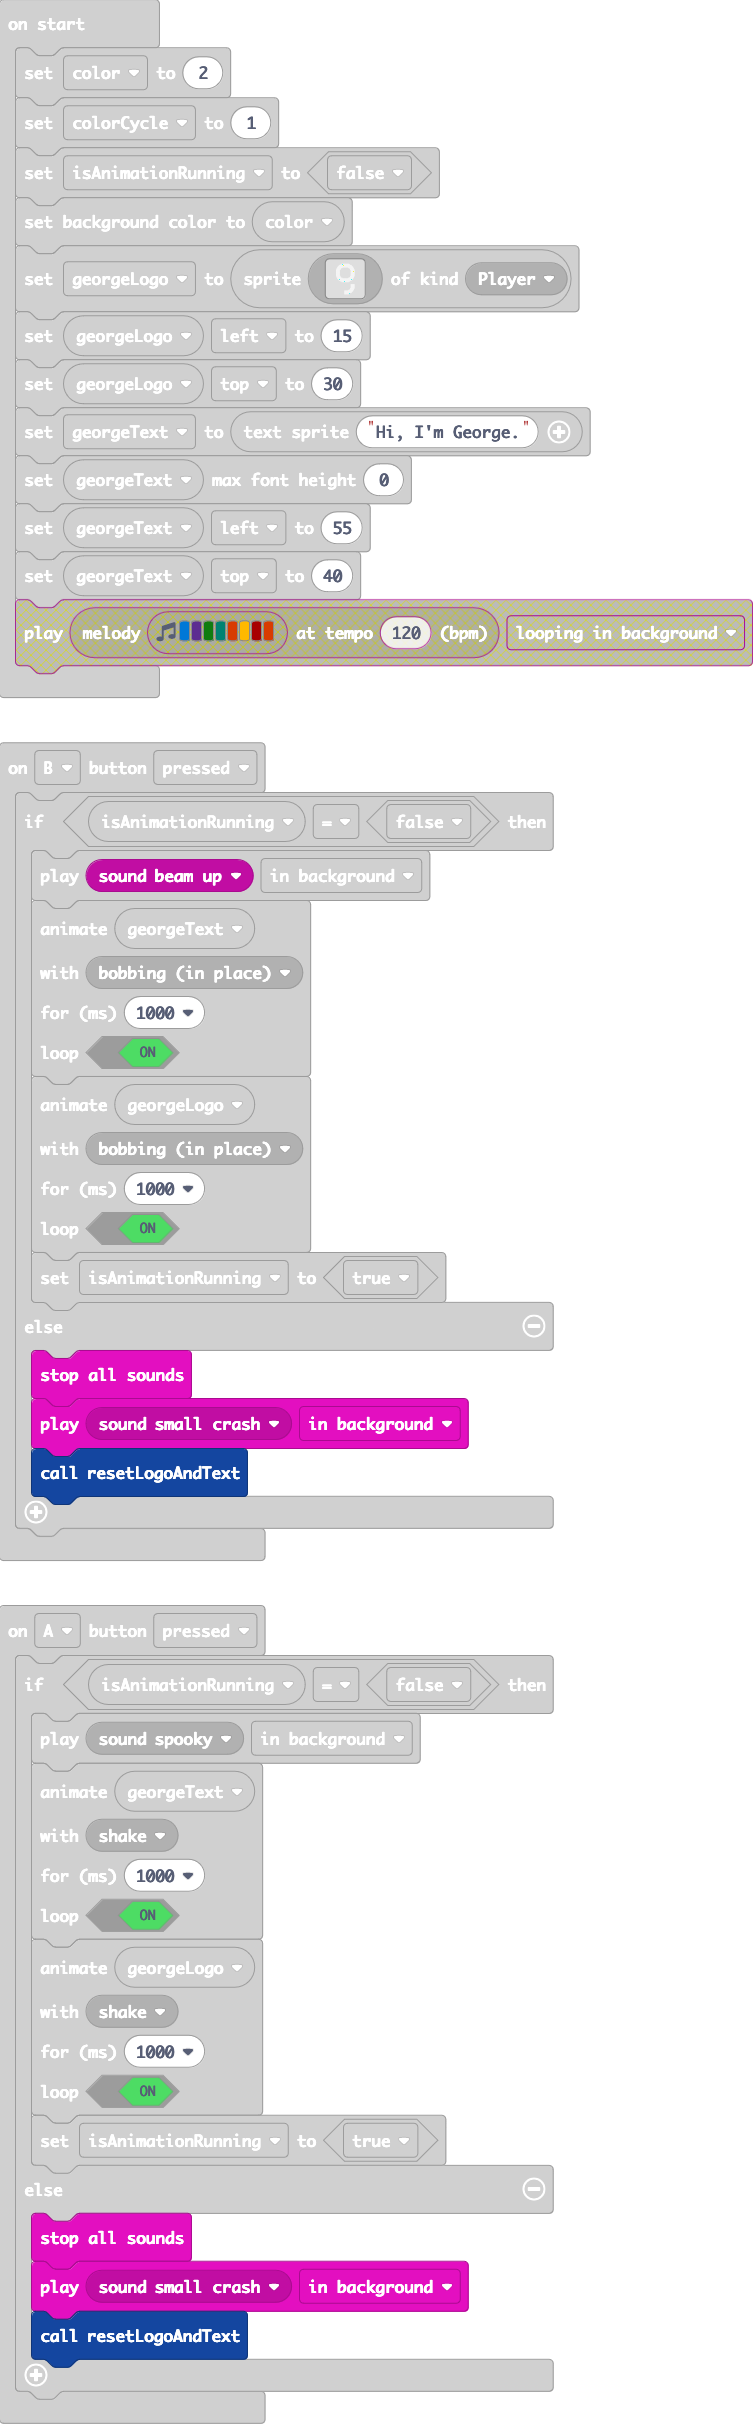 on start
set color to 2
set colorCycle to 1
set isAnimationRunning to false
set background color to color
set georgeLogo to sprite of kind Player
set georgeLogo left to 15
set georgeLogo top to 30
set georgeText to text sprite "Hi, I'm George."
set georgeText max font height 0
set georgeText left to 55
set georgeText top to 40
play melody at tempo 120 (bpm) looping in background
on B button pressed
if isAnimationRunning = false then
play sound beam up in background
animate georgeText
with bobbing (in place)
for (ms) 1000
loop ON
animate georgeLogo
with bobbing (in place)
for (ms) 1000
loop ON
set isAnimationRunning to true
else
stop all sounds
play sound small crash in background
call resetLogoAndText
on A button pressed
if isAnimationRunning = false then
play sound spooky in background
animate georgeText
with shake
for (ms) 1000
loop ON
animate georgeLogo
with shake
for (ms) 1000
loop ON
set isAnimationRunning to true
else
stop all sounds
play sound small crash in background
call resetLogoAndText